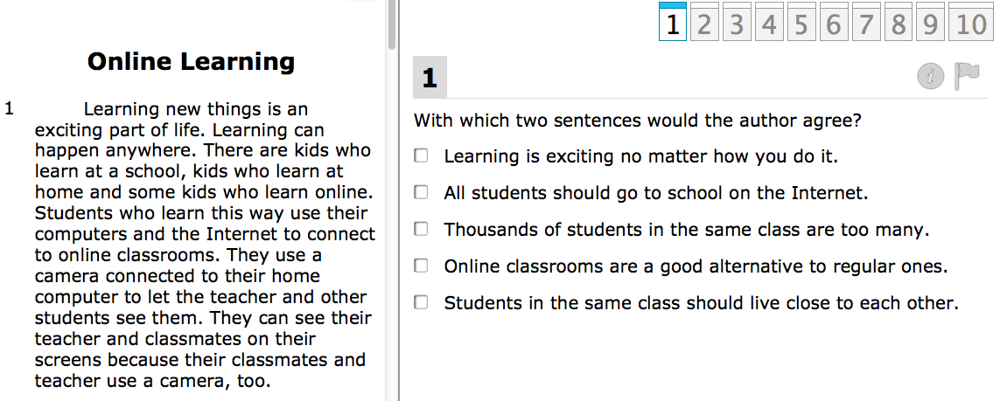 1 2 3 4 5 6 7 8 9 10
Online Learning
1 Learning new things is an
exciting part of life. Learning can
happen anywhere. There are kids who
learn at a school, kids who learn at
home and some kids who learn online.
Students who learn this way use their
computers and the Internet to connect
to online classrooms. They use a
camera connected to their home
computer to let the teacher and other
students see them. They can see their
teacher and classmates on their
screens because their classmates and
teacher use a camera, too.
1
i
With which two sentences would the author agree?
Learning is exciting no matter how you do it.
All students should go to school on the Internet.
Thousands of students in the same class are too many.
Online classrooms are a good alternative to regular ones.
Students in the same class should live close to each other.